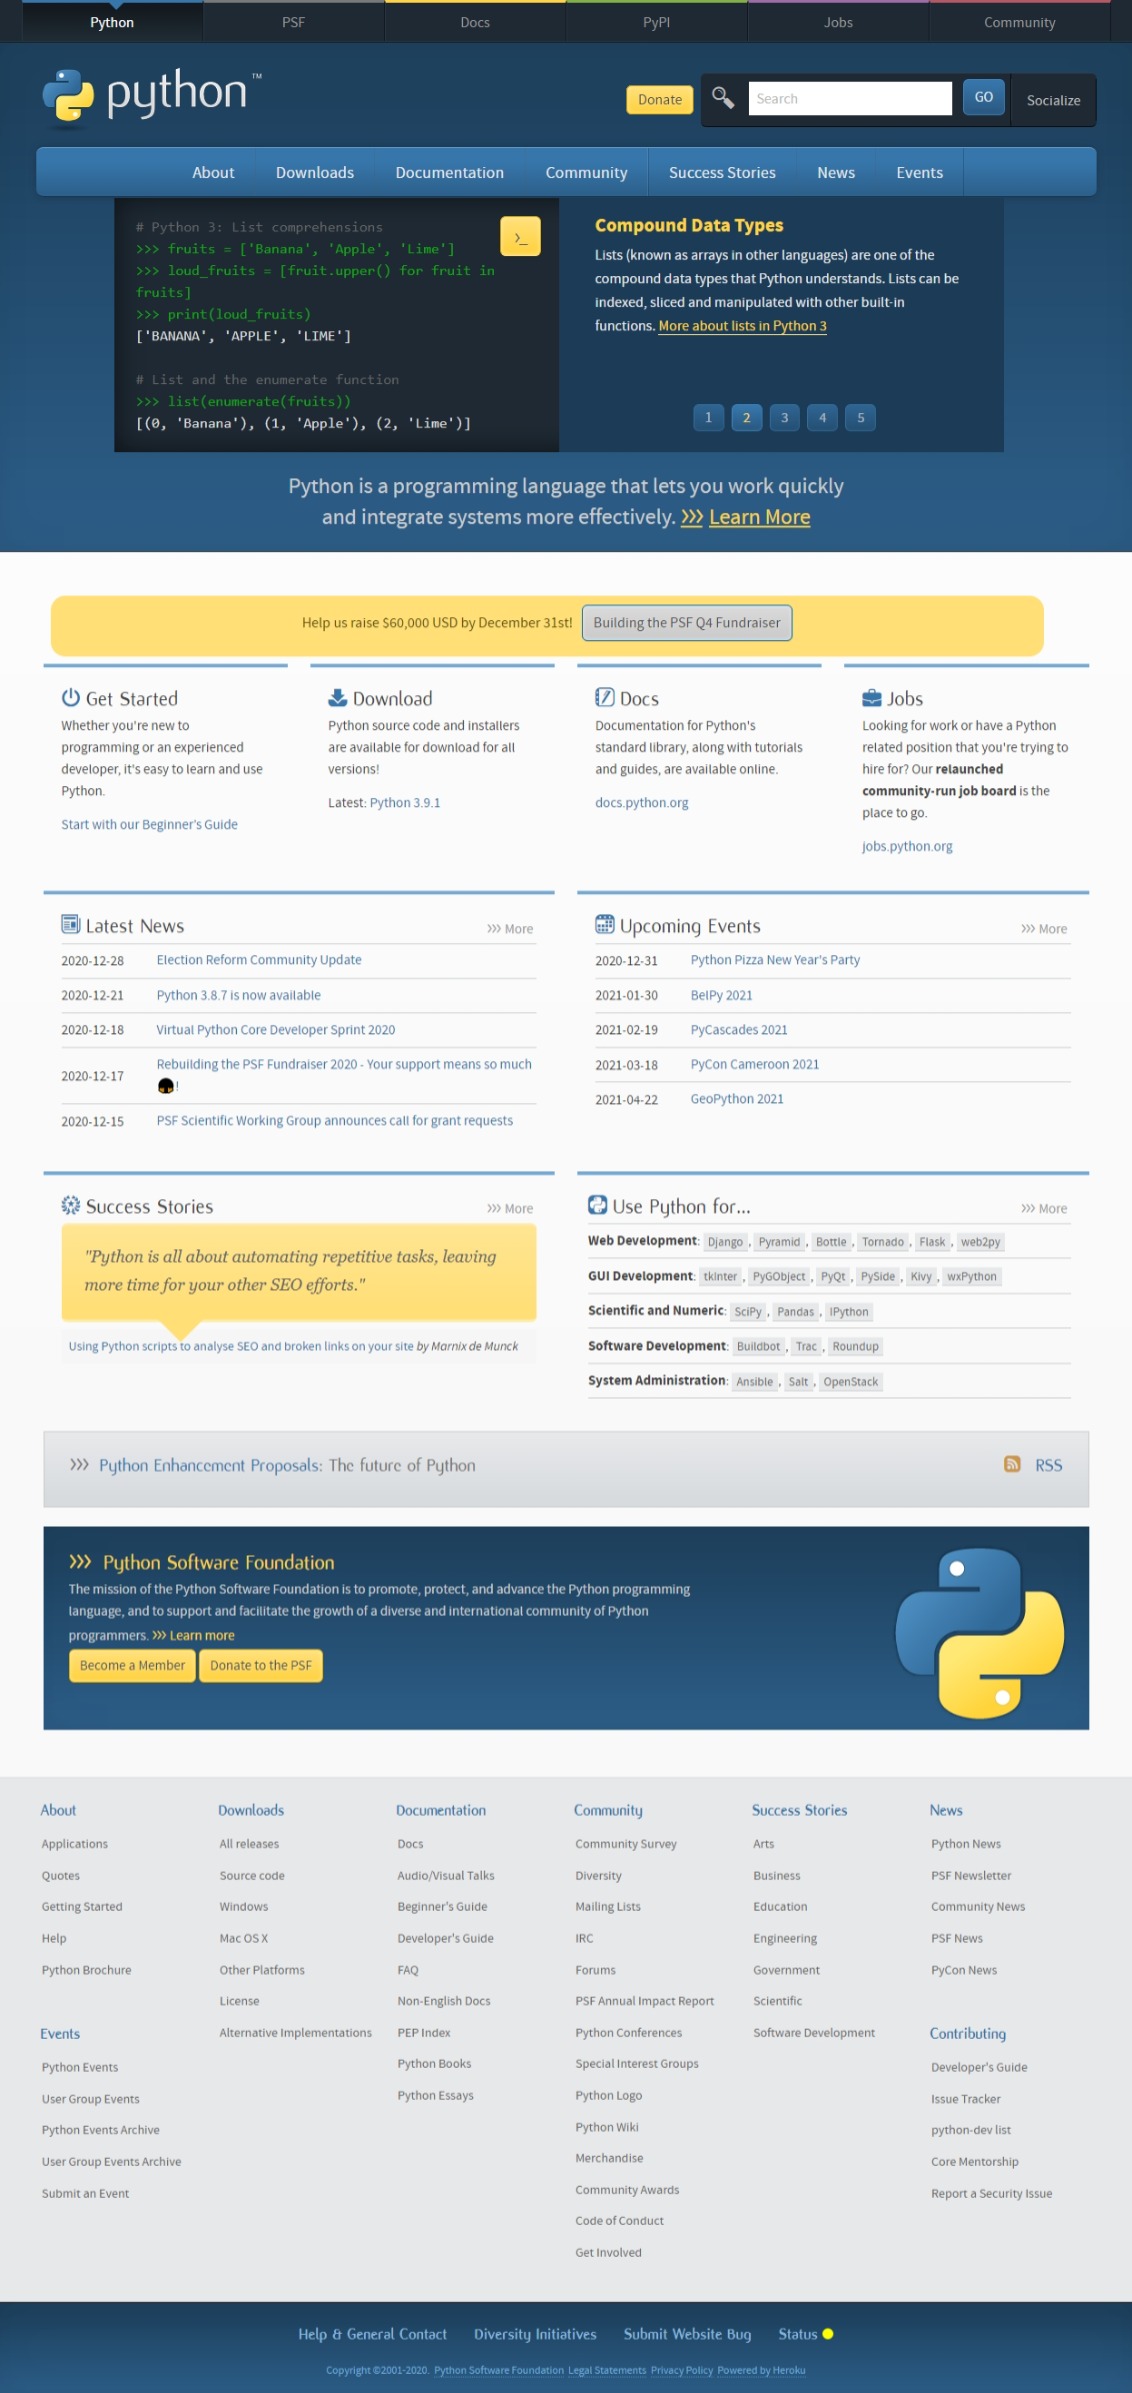 Python
PSF
Docs
PyPI
Jobs
Community
python™
Donate
Search
GO
Socialize
About
Downloads
Documentation
Community
Success Stories
News
Events
# Python 3: List comprehensions
>>> fruits = ['Banana', 'Apple', 'Lime']
>>> loud_fruits = [fruit.upper() for fruit in
fruits]
>>> print(loud_fruits)
['BANANA', 'APPLE', 'LIME']
# List and the enumerate function
>>> list(enumerate(fruits))
[(0, 'Banana'), (1, 'Apple'), (2, 'Lime')]
>_
Compound Data Types
Lists (known as arrays in other languages) are one of the
compound data types that Python understands. Lists can be
indexed, sliced and manipulated with other built-in
functions. More about lists in Python 3
1 2 3 4 5
Python is a programming language that lets you work quickly
and integrate systems more effectively. >>> Learn More
Help us raise $60,000 USD by December 31st! Building the PSF Q4 Fundraiser
Get Started
Whether you're new to
programming or an experienced
developer, it's easy to learn and use
Python.
Start with our Beginner's Guide
Download
Python source code and installers
are available for download for all
versions!
Latest: Python 3.9.1
Docs
Documentation for Python's
standard library, along with tutorials
and guides, are available online.
docs.python.org
Jobs
Looking for work or have a Python
related position that you're trying to
hire for? Our relaunched
community-run job board is the
place to go.
jobs.python.org
Latest News
>>> More
2020-12-28 Election Reform Community Update
2020-12-21 Python 3.8.7 is now available
2020-12-18 Virtual Python Core Developer Sprint 2020
2020-12-17 Rebuilding the PSF Fundraiser 2020 - Your support means so much
!
2020-12-15 PSF Scientific Working Group announces call for grant requests
Upcoming Events
>>> More
2020-12-31 Python Pizza New Year's Party
2021-01-30 BelPy 2021
2021-02-19 PyCascades 2021
2021-03-18 PyCon Cameroon 2021
2021-04-22 GeoPython 2021
Success Stories
>>> More
"Python is all about automating repetitive tasks, leaving
more time for your other SEO efforts."
Using Python scripts to analyse SEO and broken links on your site by Marnix de Munck
Use Python for...
>>> More
Web Development: Django , Pyramid , Bottle , Tornado , Flask , web2py
GUI Development: tkInter , PyGObject , PyQt , PySide , Kivy , wxPython
Scientific and Numeric: SciPy , Pandas , IPython
Software Development: Buildbot , Trac , Roundup
System Administration: Ansible , Salt , OpenStack
>>> Python Enhancement Proposals: The future of Python
RSS
>>> Python Software Foundation
The mission of the Python Software Foundation is to promote, protect, and advance the Python programming
language, and to support and facilitate the growth of a diverse and international community of Python
programmers. >>> Learn more
Become a Member
Donate to the PSF
About
Applications
Quotes
Getting Started
Help
Python Brochure
Events
Python Events
User Group Events
Python Events Archive
User Group Events Archive
Submit an Event
Downloads
All releases
Source code
Windows
Mac OS X
Other Platforms
License
Alternative Implementations
Documentation
Docs
Audio/Visual Talks
Beginner's Guide
Developer's Guide
FAQ
Non-English Docs
PEP Index
Python Books
Python Essays
Community
Community Survey
Diversity
Mailing Lists
IRC
Forums
PSF Annual Impact Report
Python Conferences
Special Interest Groups
Python Logo
Python Wiki
Merchandise
Community Awards
Code of Conduct
Get Involved
Success Stories
Arts
Business
Education
Engineering
Government
Scientific
Software Development
News
Python News
PSF Newsletter
Community News
PSF News
PyCon News
Contributing
Developer's Guide
Issue Tracker
python-dev list
Core Mentorship
Report a Security Issue
Help & General Contact
Diversity Initiatives
Submit Website Bug
Status
Copyright ©2001-2020. Python Software Foundation Legal Statements Privacy Policy Powered by Heroku